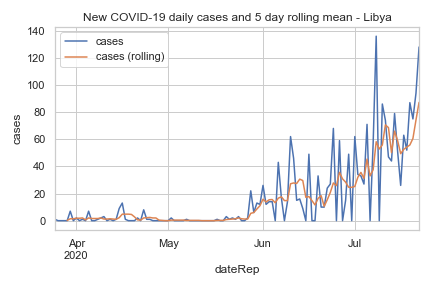 New COVID-19 daily cases and 5 day rolling mean - Libya
140
120
100
80
60
40
20
0
cases
cases
cases (rolling)
Apr
2020
May
Jun
Jul
dateRep